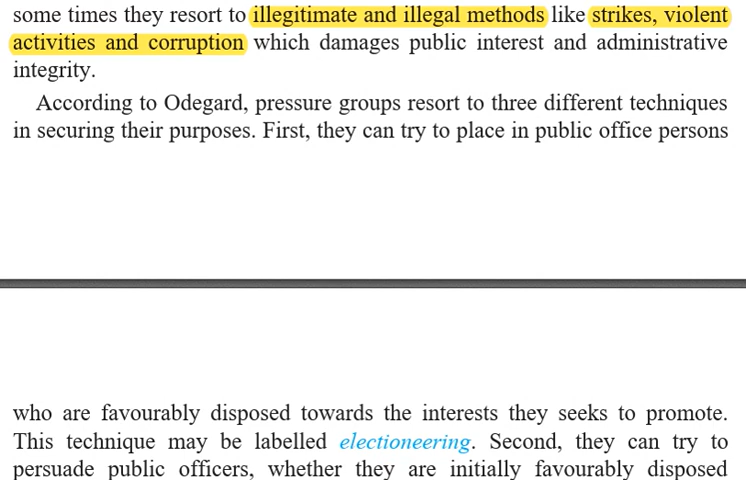 some times they resort to illegitimate and illegal methods like strikes, violent
activities and corruption which damages public interest and administrative
integrity.
According to Odegard, pressure groups resort to three different techniques
in securing their purposes. First, they can try to place in public office persons
who are favourably disposed towards the interests they seeks to promote.
This technique may be labelled electioneering. Second, they can try to
persuade public officers, whether they are initially favourably disposed